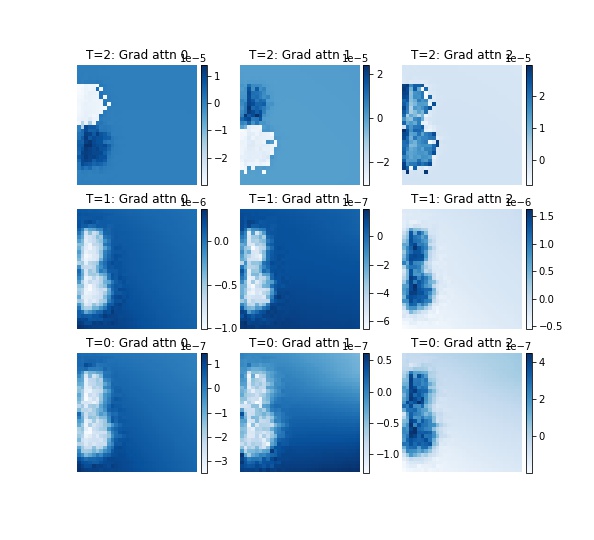 T=2: Grad attn 0
1e−5
1
0
−1
−2
T=2: Grad attn 1
1e−5
2
0
−2
T=2: Grad attn 2
1e−5
2
1
0
T=1: Grad attn 0
1e−6
0.0
−0.5
−1.0
T=1: Grad attn 1
1e−7
0
−2
−4
−6
T=1: Grad attn 2
1e−6
1.5
1.0
0.5
0.0
−0.5
T=0: Grad attn 0
1e−7
1
0
−1
−2
−3
T=0: Grad attn 1
1e−7
0.5
0.0
−0.5
−1.0
T=0: Grad attn 2
1e−7
4
2
0